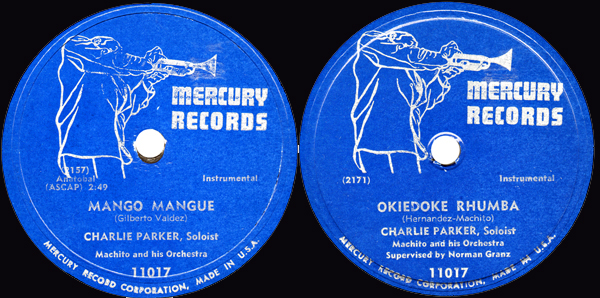 MERCURY
RECORDS
(2157)
Anatobal
(ASCAP) 2:49
Instrumental
MANGO MANGUE
(Gilberto Valdez)
CHARLIE PARKER, Soloist
Machito and his Orchestra
11017
MERCURY RECORD CORPORATION, MADE IN U.S.A.
MERCURY
RECORDS
(2171)
Instrumental
OKIEDOKE RHUMBA
(Hernandez-Machito)
CHARLIE PARKER, Soloist
Machito and his Orchestra
Supervised by Norman Granz
11017
MERCURY RECORD CORPORATION, MADE IN U.S.A.